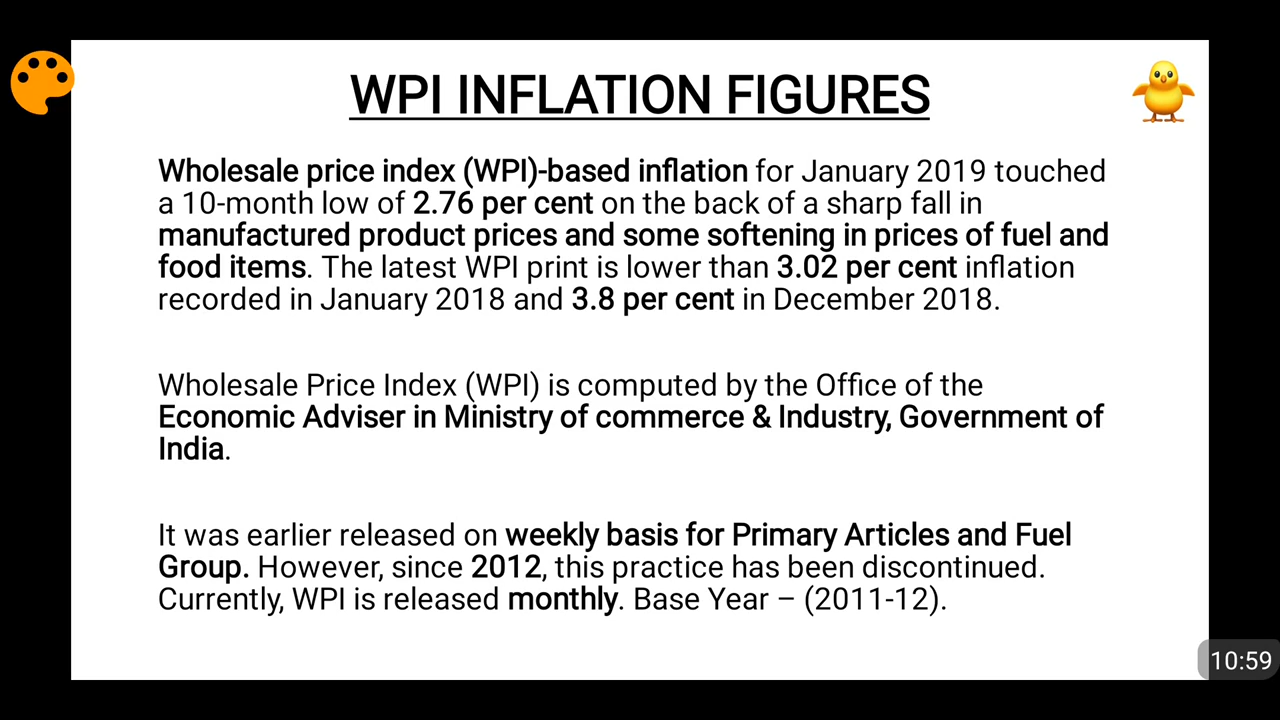 WPI INFLATION FIGURES
Wholesale price index (WPI)-based inflation for January 2019 touched
a 10-month low of 2.76 per cent on the back of a sharp fall in
manufactured product prices and some softening in prices of fuel and
food items. The latest WPI print is lower than 3.02 per cent inflation
recorded in January 2018 and 3.8 per cent in December 2018.
Wholesale Price Index (WPI) is computed by the Office of the
Economic Adviser in Ministry of commerce & Industry, Government of
India.
It was earlier released on weekly basis for Primary Articles and Fuel
Group. However, since 2012, this practice has been discontinued.
Currently, WPI is released monthly. Base Year – (2011-12).
10:59